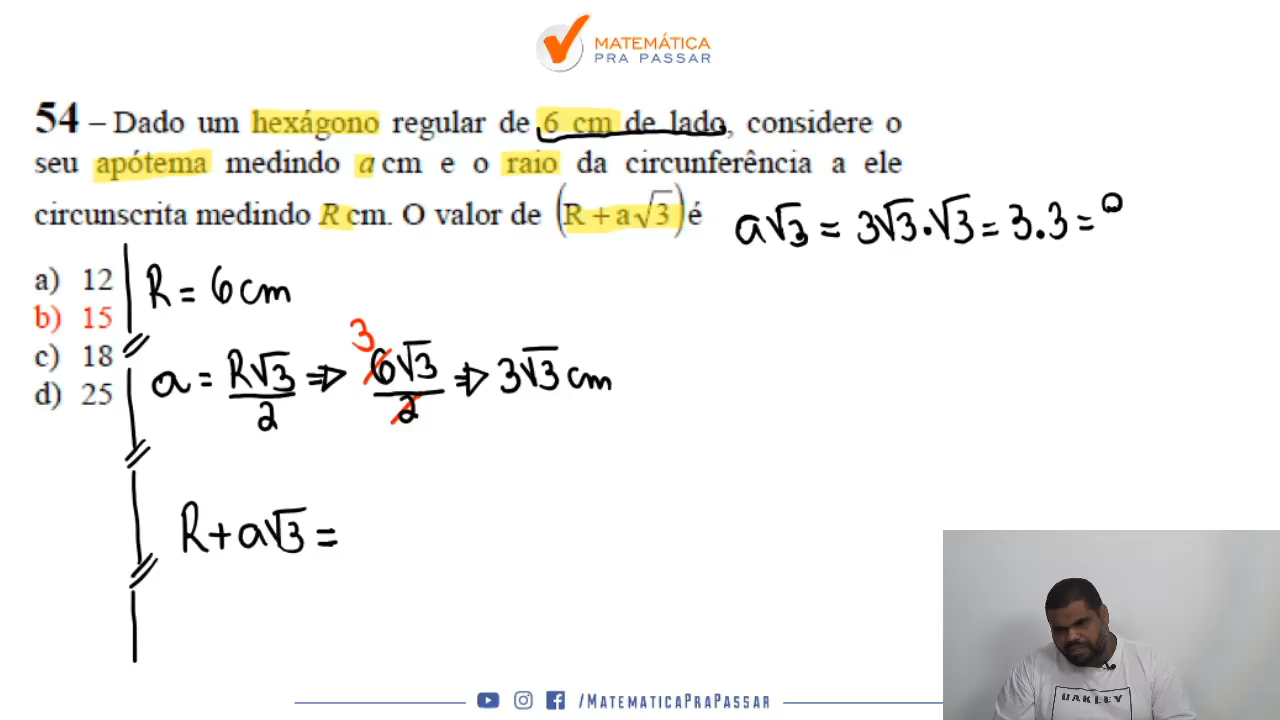 MATEMÁTICA
PRA PASSAR
54 – Dado um hexágono regular de 6 cm de lado, considere o
seu apótema medindo a cm e o raio da circunferência a ele
circunscrita medindo R cm. O valor de (R + a√3) é
a√3 = 3√3.√3 = 3.3 =
a) 12
b) 15
c) 18
d) 25
R = 6cm
a = R√3/2 ⇒ 6√3/2 ⇒ 3√3 cm
3
R+a√3 =
OAKLEY
/MATEMATICAPRAPASSAR